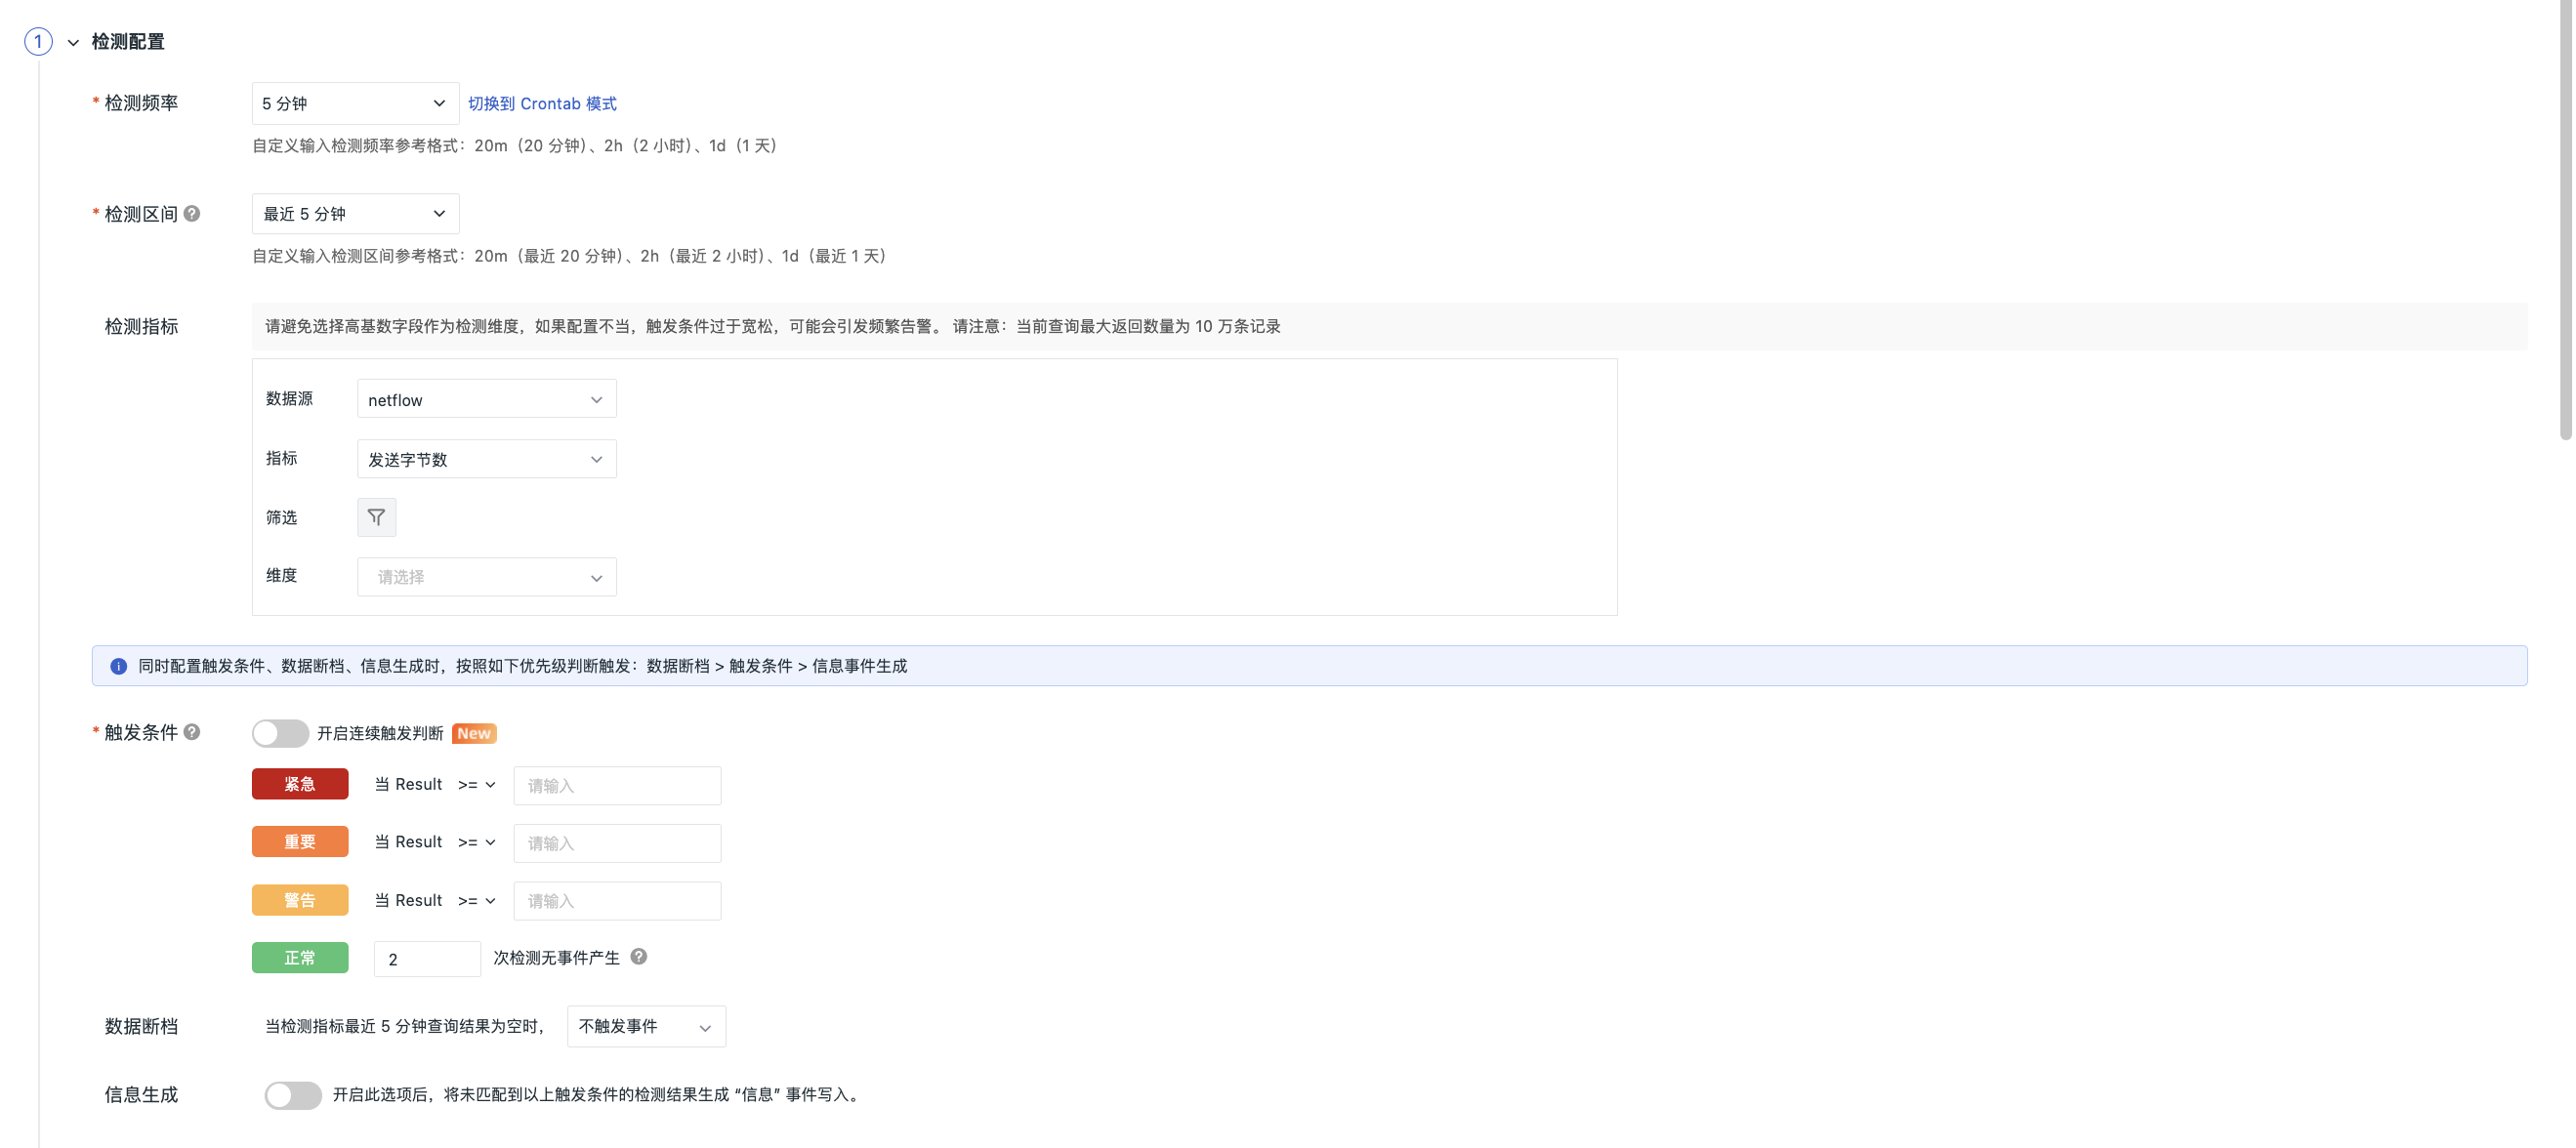 1 检测配置
* 检测频率 5 分钟 切换到 Crontab 模式
自定义输入检测频率参考格式：20m（20 分钟）、2h（2 小时）、1d（1 天）
* 检测区间 ? 最近 5 分钟
自定义输入检测区间参考格式：20m（最近 20 分钟）、2h（最近 2 小时）、1d（最近 1 天）
检测指标 请避免选择高基数字段作为检测维度，如果配置不当，触发条件过于宽松，可能会引发频繁告警。 请注意：当前查询最大返回数量为 10 万条记录
数据源 netflow
指标 发送字节数
筛选
维度 请选择
i 同时配置触发条件、数据断档、信息生成时，按照如下优先级判断触发：数据断档 > 触发条件 > 信息事件生成
* 触发条件 ? 开启连续触发判断 New
紧急 当 Result >= 请输入
重要 当 Result >= 请输入
警告 当 Result >= 请输入
正常 2 次检测无事件产生 ?
数据断档 当检测指标最近 5 分钟查询结果为空时， 不触发事件
信息生成 开启此选项后，将未匹配到以上触发条件的检测结果生成 “信息” 事件写入。